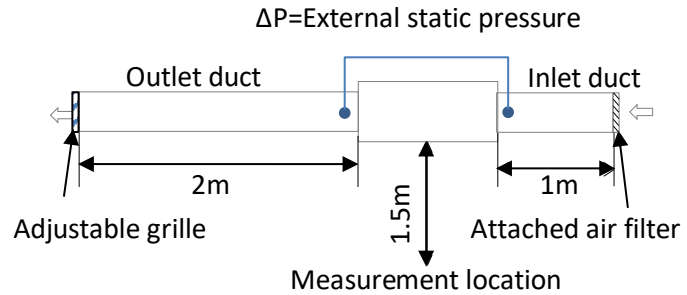 ΔP=External static pressure
Outlet duct
Inlet duct
2m
1.5m
1m
Adjustable grille
Attached air filter
Measurement location